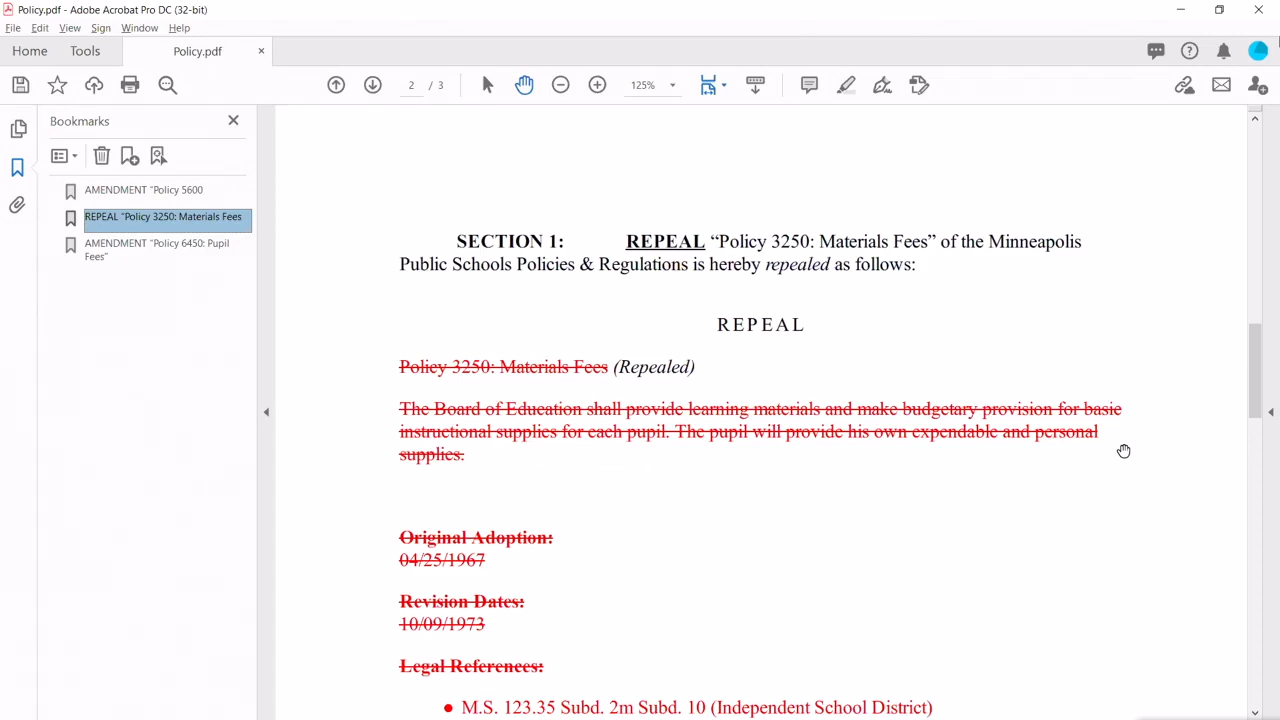 Policy.pdf - Adobe Acrobat Pro DC (32-bit)
File Edit View Sign Window Help
Home Tools Policy.pdf ×
2 / 3 125%
Bookmarks
AMENDMENT "Policy 5600
REPEAL "Policy 3250: Materials Fees
AMENDMENT "Policy 6450: Pupil
Fees"
SECTION 1: REPEAL “Policy 3250: Materials Fees” of the Minneapolis
Public Schools Policies & Regulations is hereby repealed as follows:
REPEAL
Policy 3250: Materials Fees (Repealed)
The Board of Education shall provide learning materials and make budgetary provision for basic
instructional supplies for each pupil. The pupil will provide his own expendable and personal
supplies.
Original Adoption:
04/25/1967
Revision Dates:
10/09/1973
Legal References:
● M.S. 123.35 Subd. 2m Subd. 10 (Independent School District)